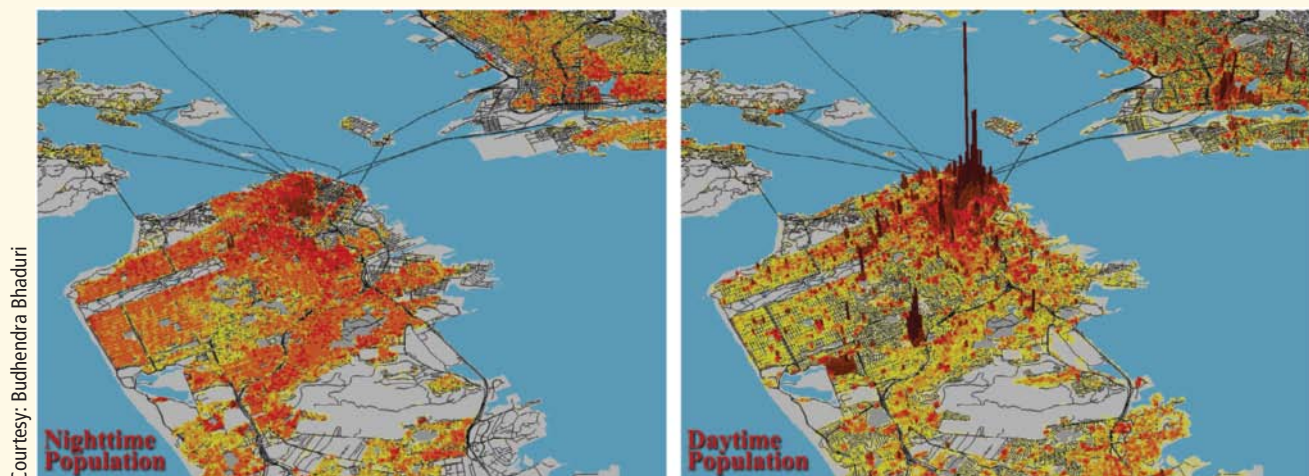 Courtesy: Budhendra Bhaduri
Nighttime
Population
Daytime
Population